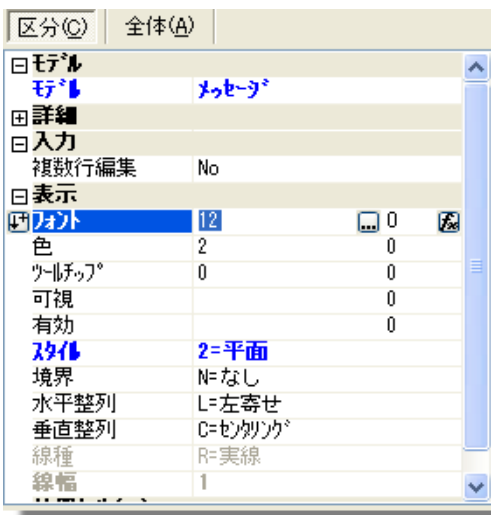 区分(C) 全体(A)
モデル
モデル メッセージ
詳細
入力
複数行編集 No
表示
フォント 12 ... 0 fx
色 2 0
ツールチップ 0 0
可視 0
有効 0
スタイル 2=平面
境界 N=なし
水平整列 L=左寄せ
垂直整列 C=センタリング
線種 R=実線
線幅 1